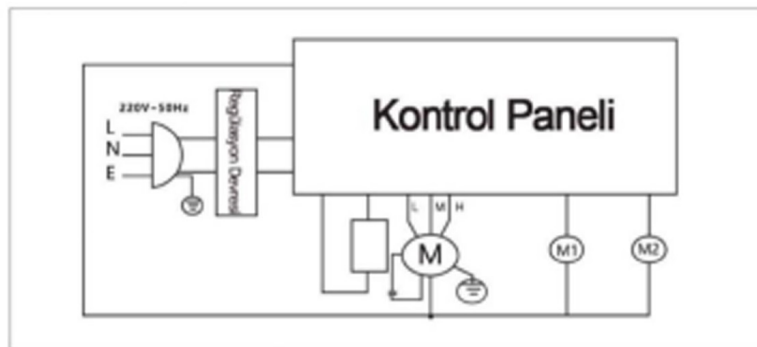 220V~50Hz
L
N
E
Regülasyon Devresi
Kontrol Paneli
L M H
M
M1
M2